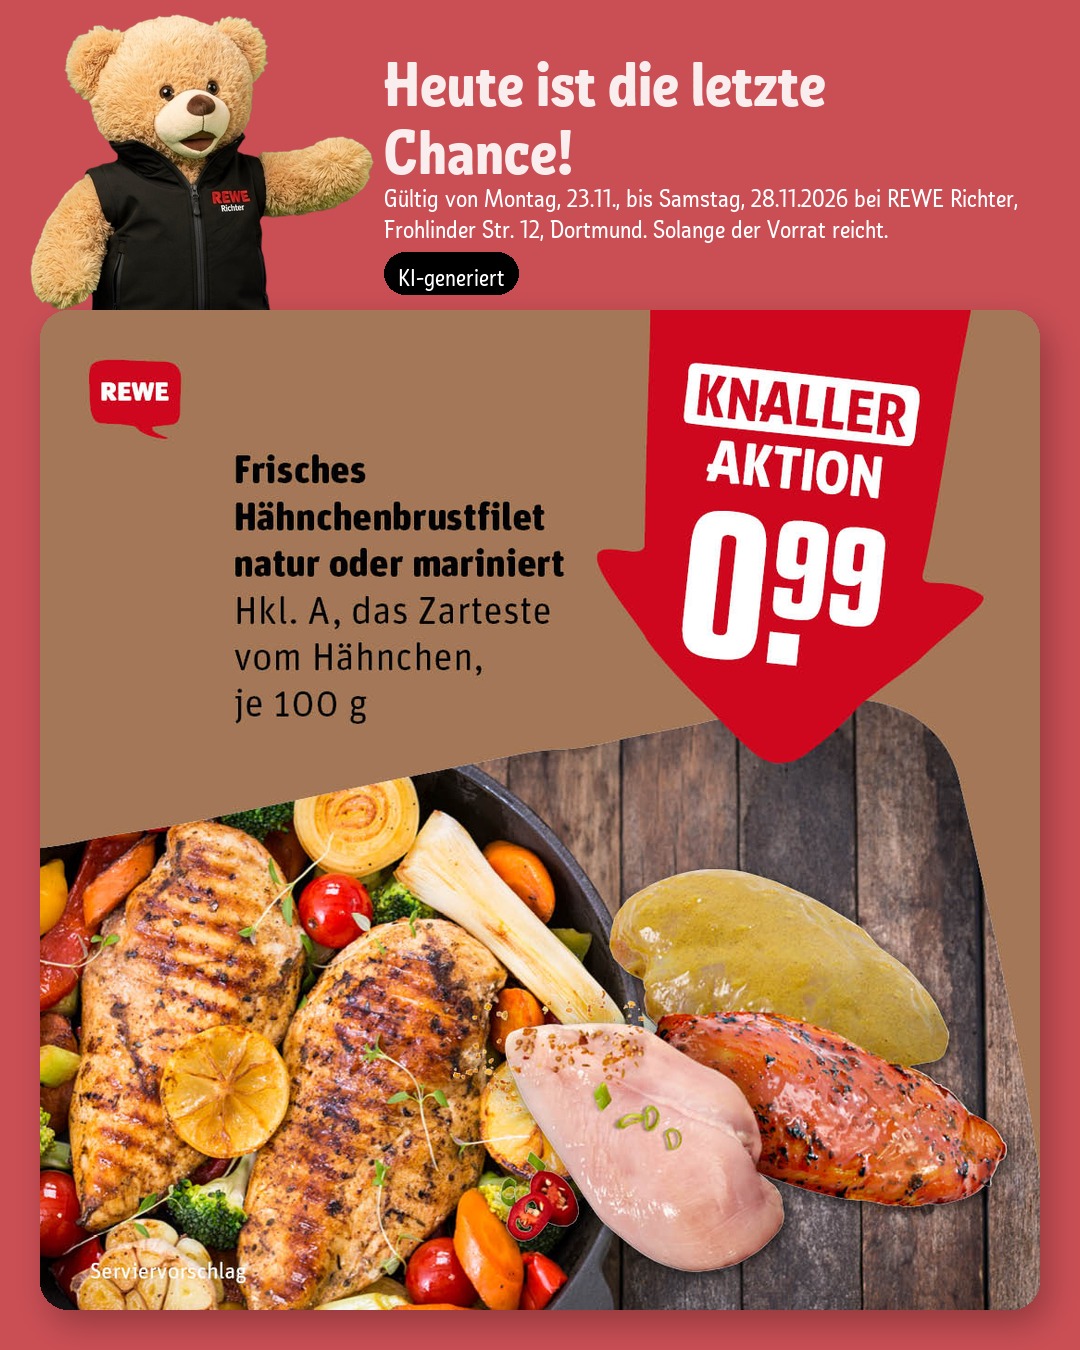 REWE
Richter
Heute ist die letzte
Chance!
Gültig von Montag, 23.11., bis Samstag, 28.11.2026 bei REWE Richter,
Frohlinder Str. 12, Dortmund. Solange der Vorrat reicht.
KI-generiert
REWE
KNALLER
AKTION
0.99
Frisches
Hähnchenbrustfilet
natur oder mariniert
Hkl. A, das Zarteste
vom Hähnchen,
je 100 g
Serviervorschlag